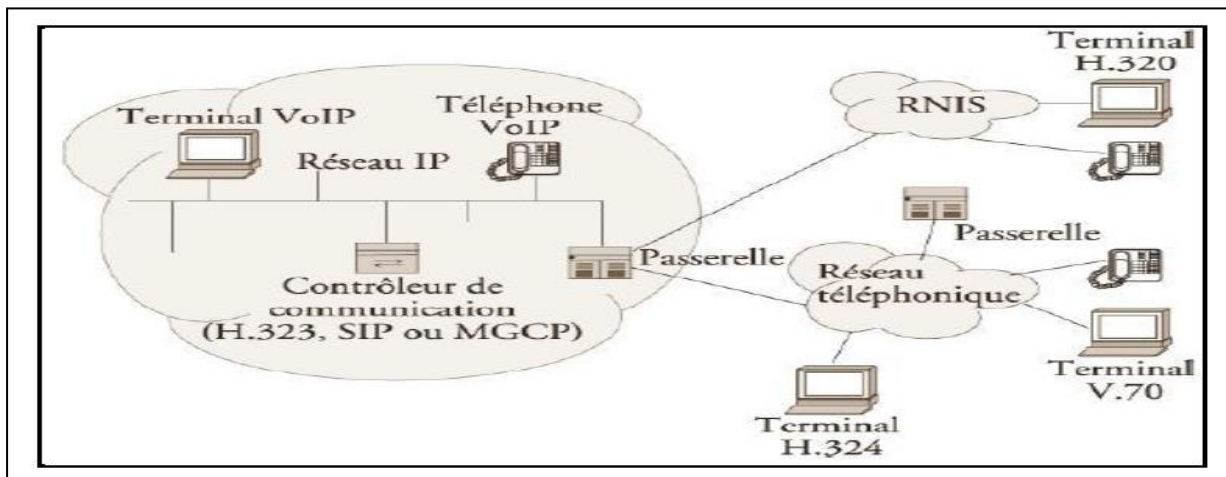 Terminal
H.320
RNIS
Terminal VoIP
Téléphone
VoIP
Réseau IP
Passerelle
Passerelle
Réseau
téléphonique
Contrôleur de
communication
(H.323, SIP ou MGCP)
Terminal
V.70
Terminal
H.324